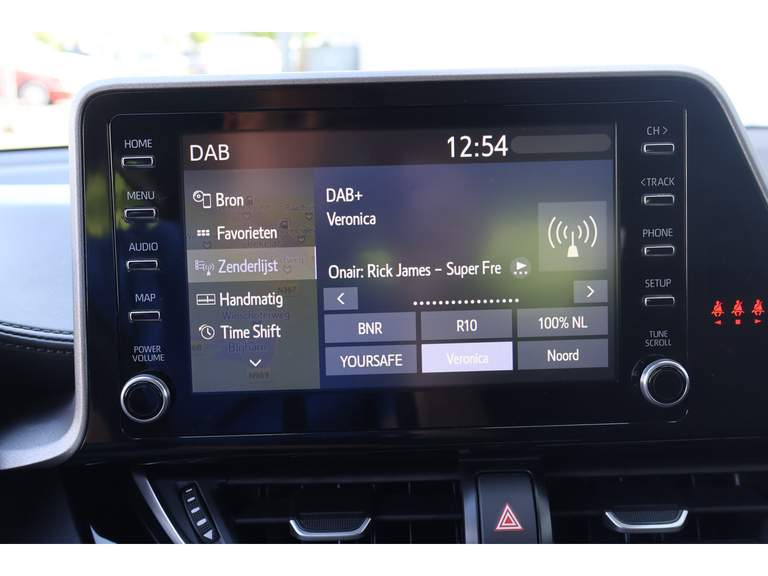 HOME
MENU
AUDIO
MAP
POWER
VOLUME
DAB
12:54
Bron
Favorieten
Zenderlijst
Handmatig
Time Shift
DAB+
Veronica
Onair: Rick James – Super Fre
BNR
R10
100% NL
YOURSAFE
Veronica
Noord
CH >
< TRACK
PHONE
SETUP
TUNE
SCROLL